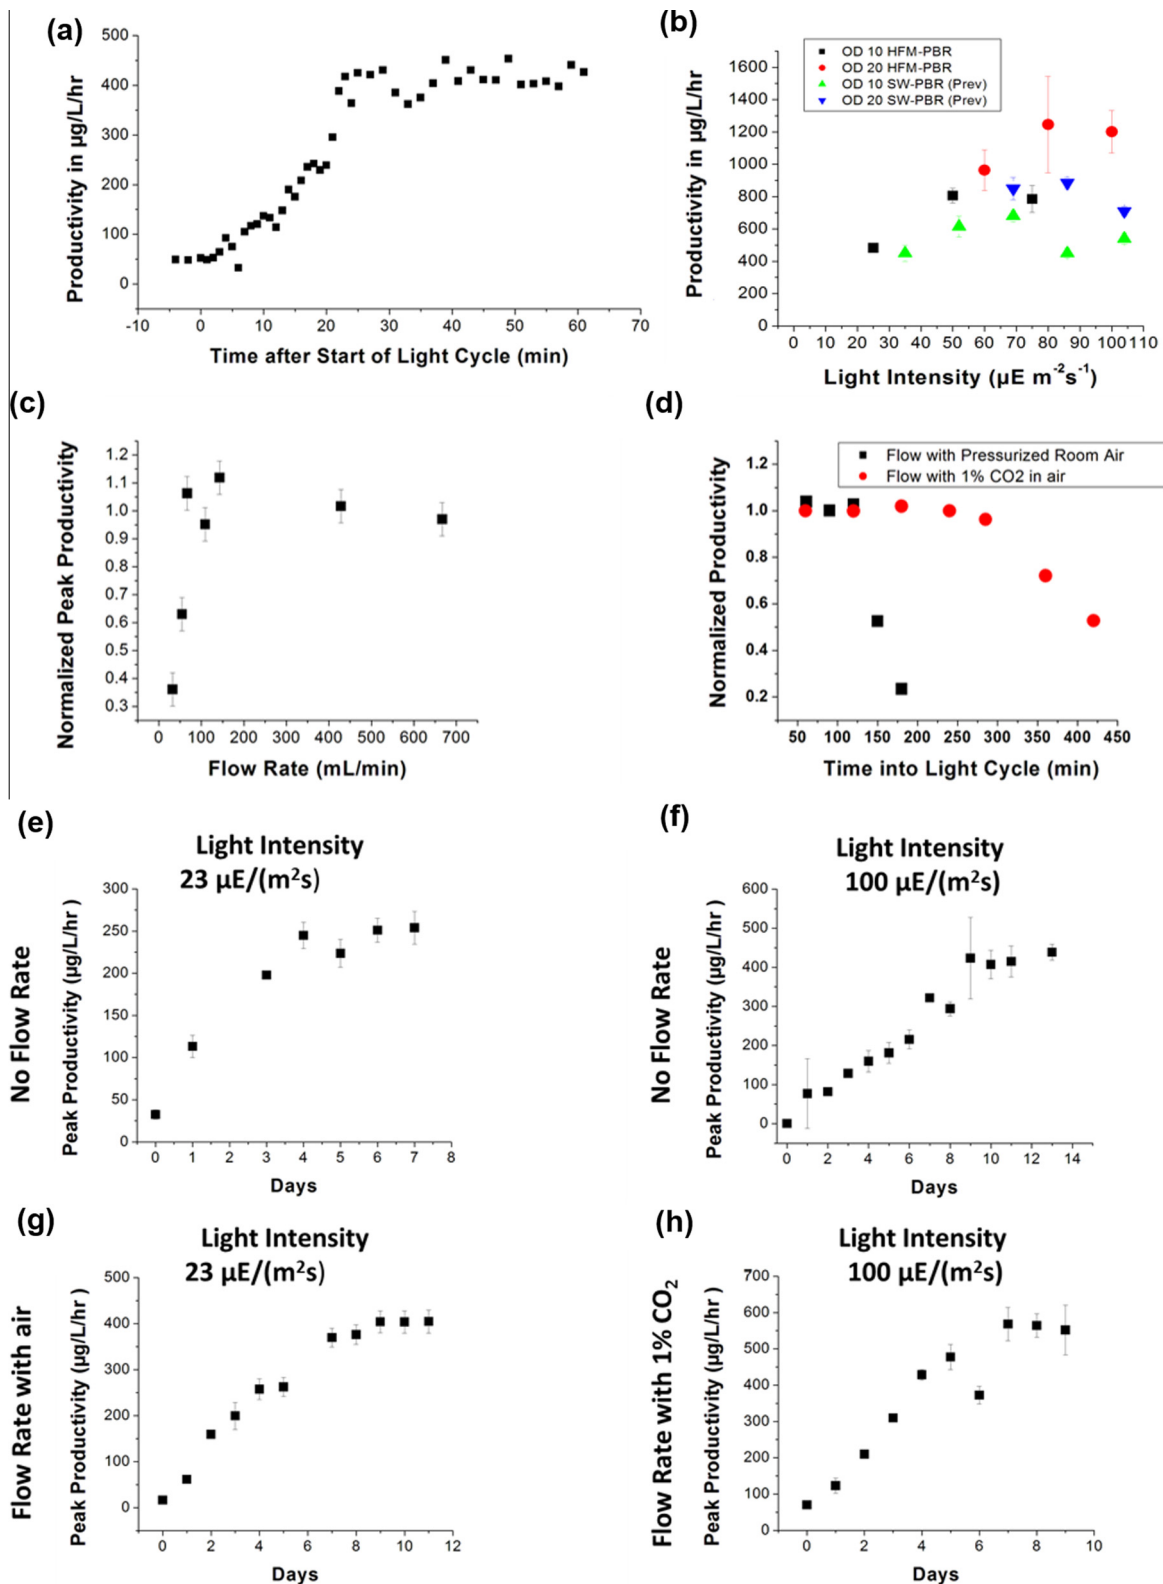 (a)
Productivity in µg/L/hr
500
400
300
200
100
0
-10 0 10 20 30 40 50 60 70
Time after Start of Light Cycle (min)
(b)
OD 10 HFM-PBR
OD 20 HFM-PBR
OD 10 SW-PBR (Prev)
OD 20 SW-PBR (Prev)
Productivity in µg/L/hr
1600
1400
1200
1000
800
600
400
200
0
0 10 20 30 40 50 60 70 80 90 100 110
Light Intensity (µE m⁻²s⁻¹)
(c)
Normalized Peak Productivity
1.2
1.1
1.0
0.9
0.8
0.7
0.6
0.5
0.4
0.3
0 100 200 300 400 500 600 700
Flow Rate (mL/min)
(d)
Flow with Pressurized Room Air
Flow with 1% CO2 in air
Normalized Productivity
1.2
1.0
0.8
0.6
0.4
0.2
50 100 150 200 250 300 350 400 450
Time into Light Cycle (min)
(e)
Light Intensity
23 µE/(m²s)
No Flow Rate
Peak Productivity (µg/L/hr )
300
250
200
150
100
50
0
0 1 2 3 4 5 6 7 8
Days
(f)
Light Intensity
100 µE/(m²s)
No Flow Rate
Peak Productivity (µg/L/hr )
600
500
400
300
200
100
0
0 2 4 6 8 10 12 14
Days
(g)
Light Intensity
23 µE/(m²s)
Flow Rate with air
Peak Productivity (µg/L/hr )
500
400
300
200
100
0
0 2 4 6 8 10 12
Days
(h)
Light Intensity
100 µE/(m²s)
Flow Rate with 1% CO₂
Peak Productivity (µg/L/hr )
700
600
500
400
300
200
100
0
0 2 4 6 8 10
Days